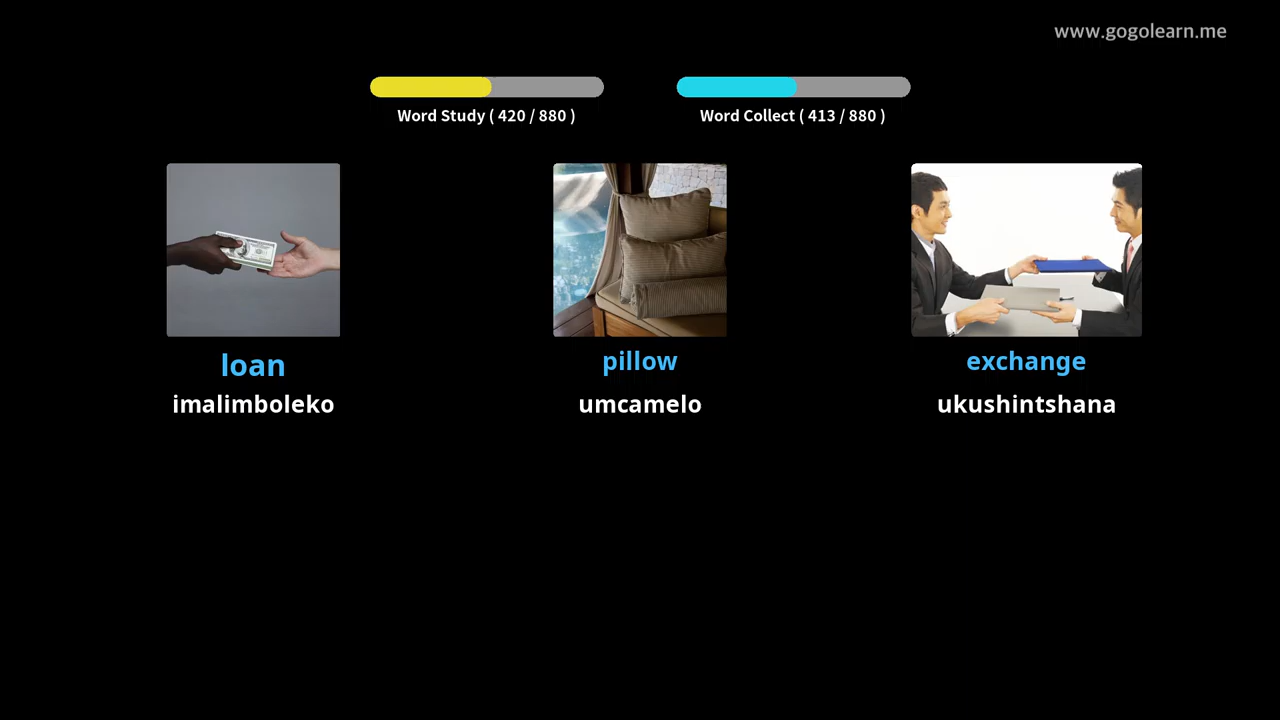 www.gogolearn.me
Word Study ( 420 / 880 )
Word Collect ( 413 / 880 )
loan
pillow
exchange
imalimboleko
umcamelo
ukushintshana